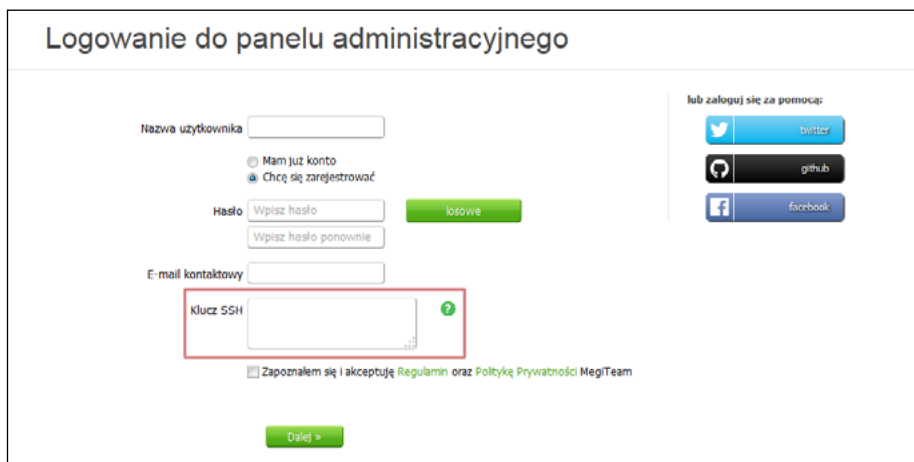 Logowanie do panelu administracyjnego
Nazwa użytkownika
Mam już konto
Chcę się zarejestrować
Hasło Wpisz hasło losowe
Wpisz hasło ponownie
E-mail kontaktowy
Klucz SSH ?
Zapoznałem się i akceptuję Regulamin oraz Politykę Prywatności MegiTeam
Dalej »
lub zaloguj się za pomocą:
twitter
github
facebook